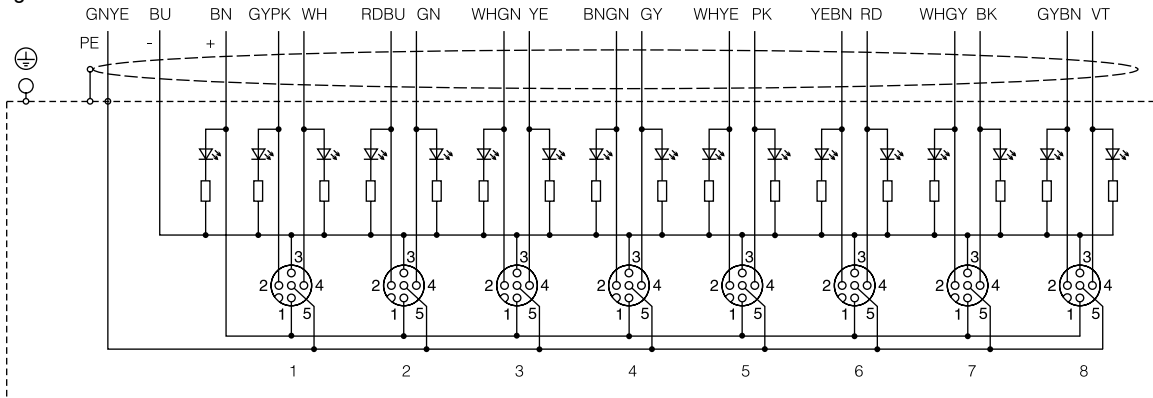 GNYE BU BN GYPK WH RDBU GN WHGN YE BNGN GY WHYE PK YEBN RD WHGY BK GYBN VT
PE - +
3 3 3 3 3 3 3 3
2 4 2 4 2 4 2 4 2 4 2 4 2 4 2 4
1 5 1 5 1 5 1 5 1 5 1 5 1 5 1 5
1 2 3 4 5 6 7 8